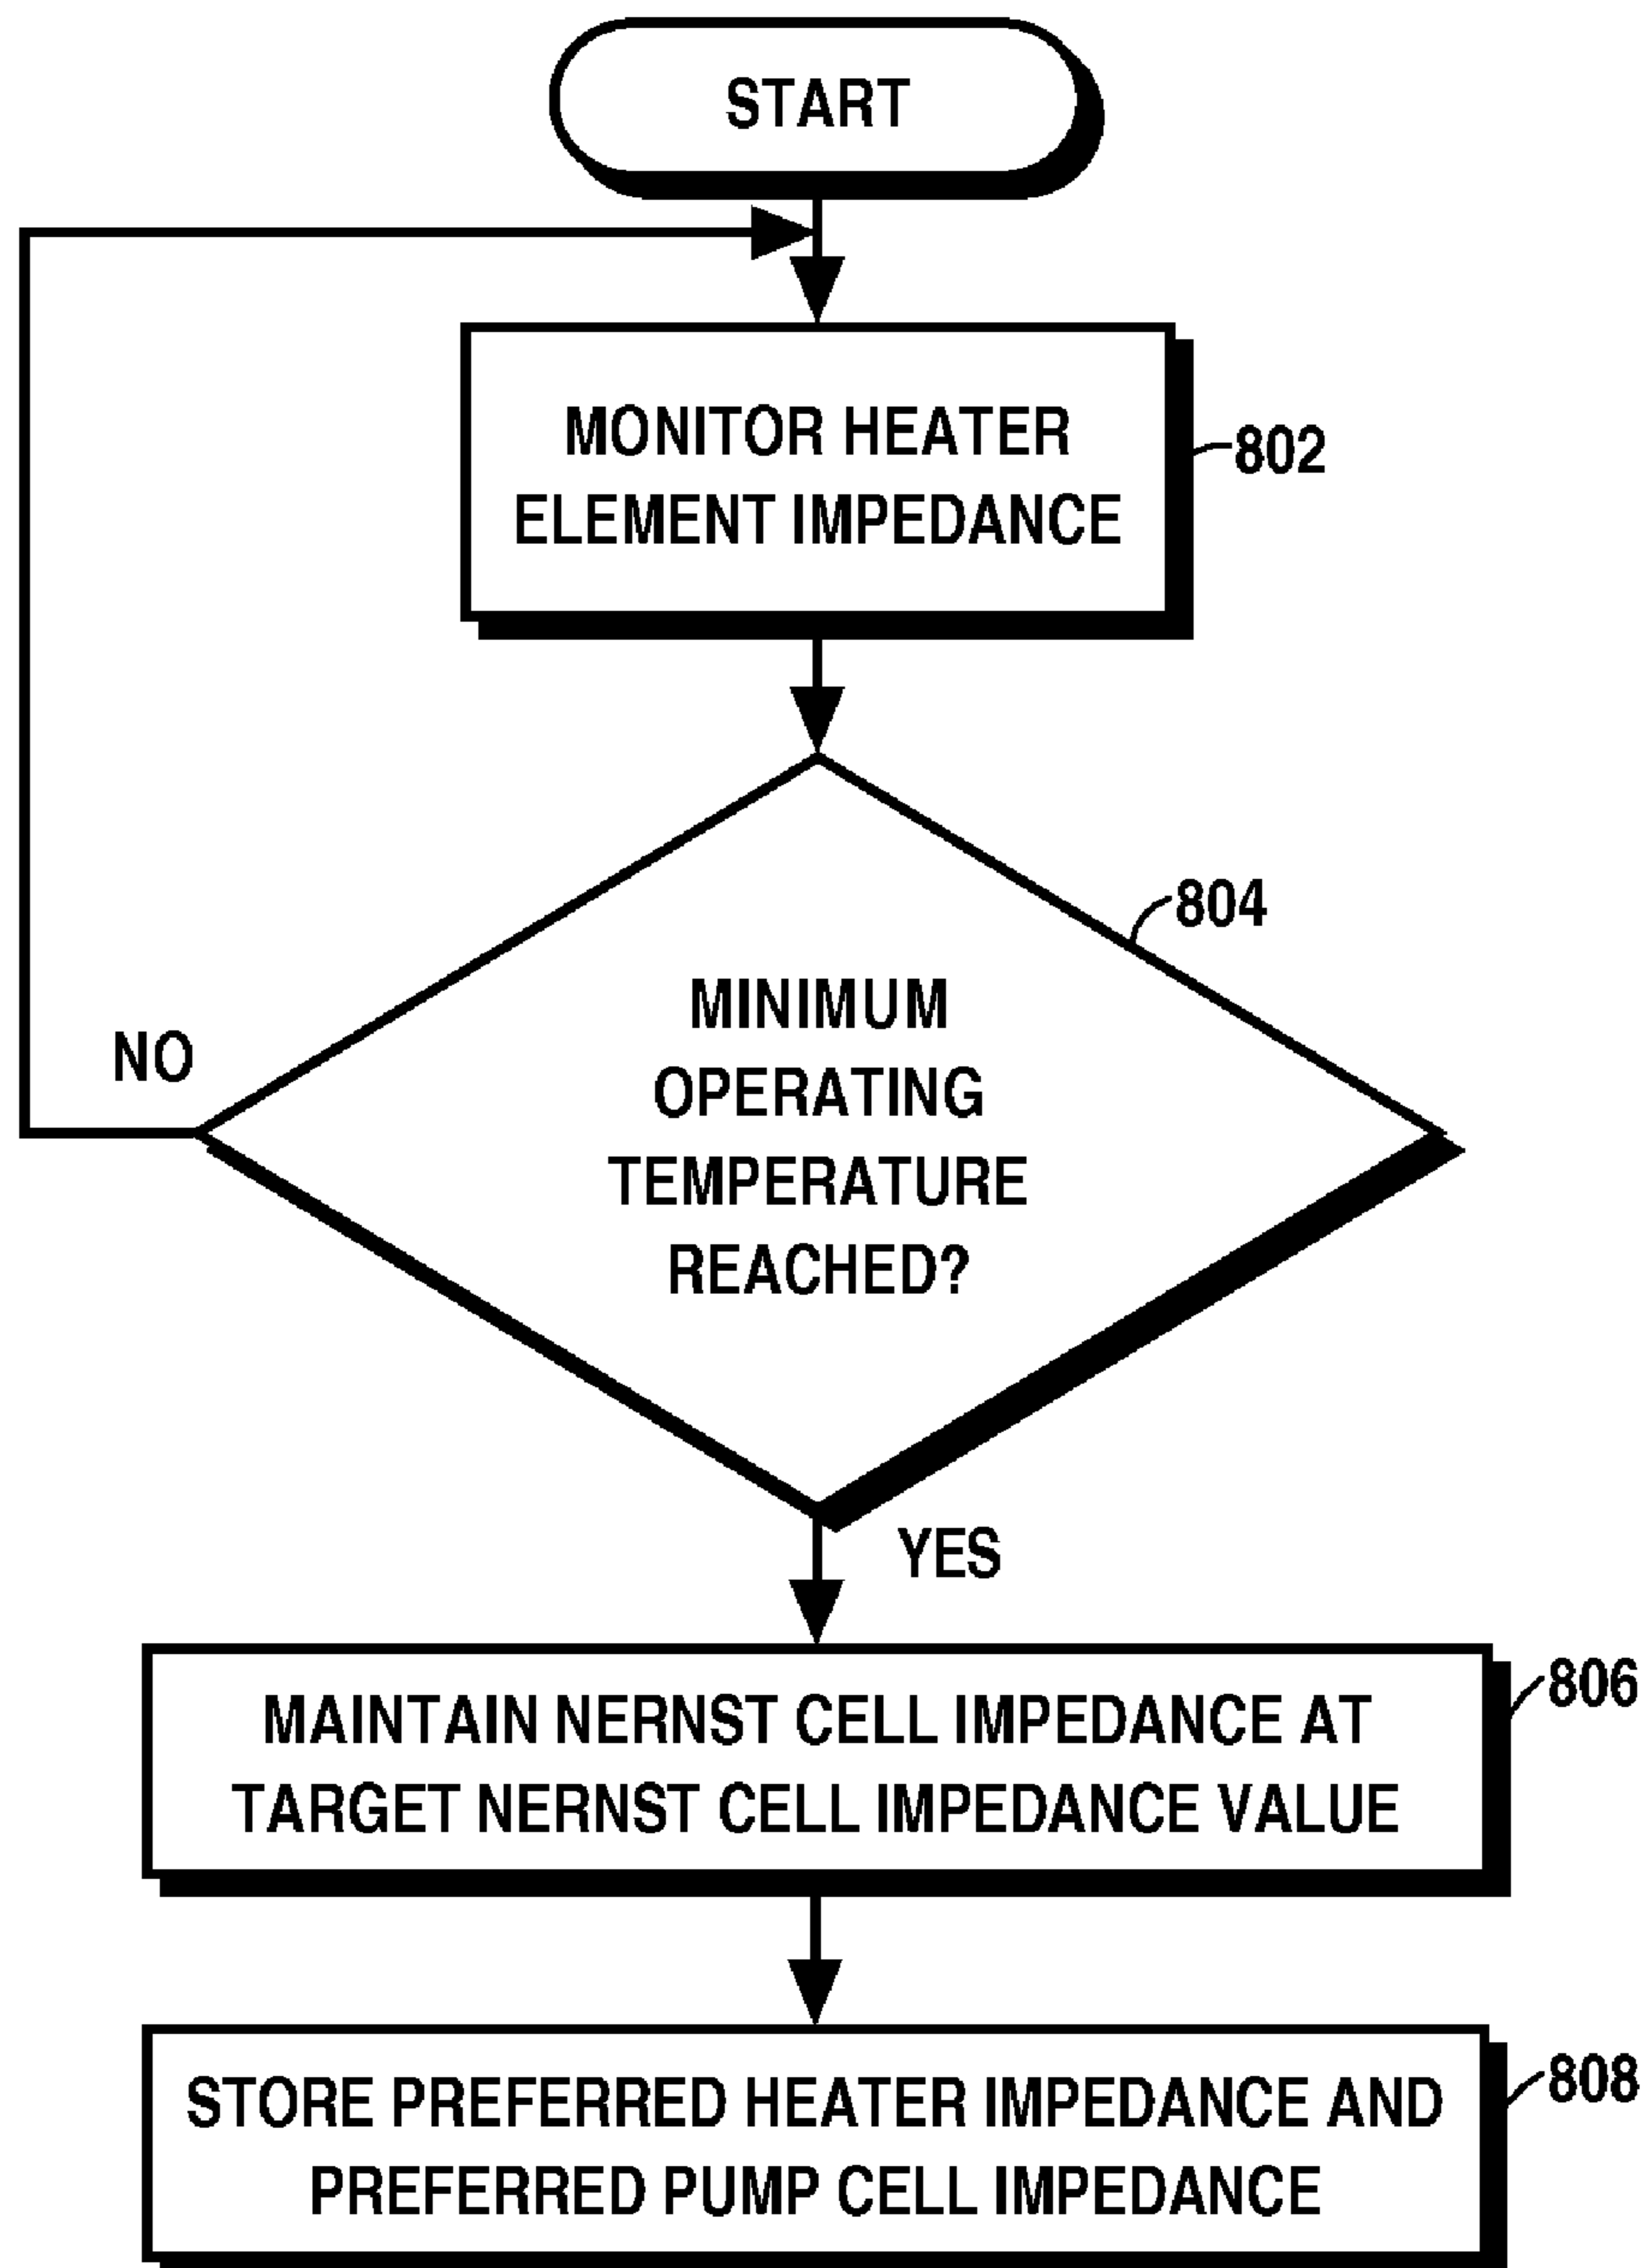 START
MONITOR HEATER
ELEMENT IMPEDANCE
802
804
MINIMUM
OPERATING
TEMPERATURE
REACHED?
NO
YES
MAINTAIN NERNST CELL IMPEDANCE AT
TARGET NERNST CELL IMPEDANCE VALUE
806
STORE PREFERRED HEATER IMPEDANCE AND
PREFERRED PUMP CELL IMPEDANCE
808